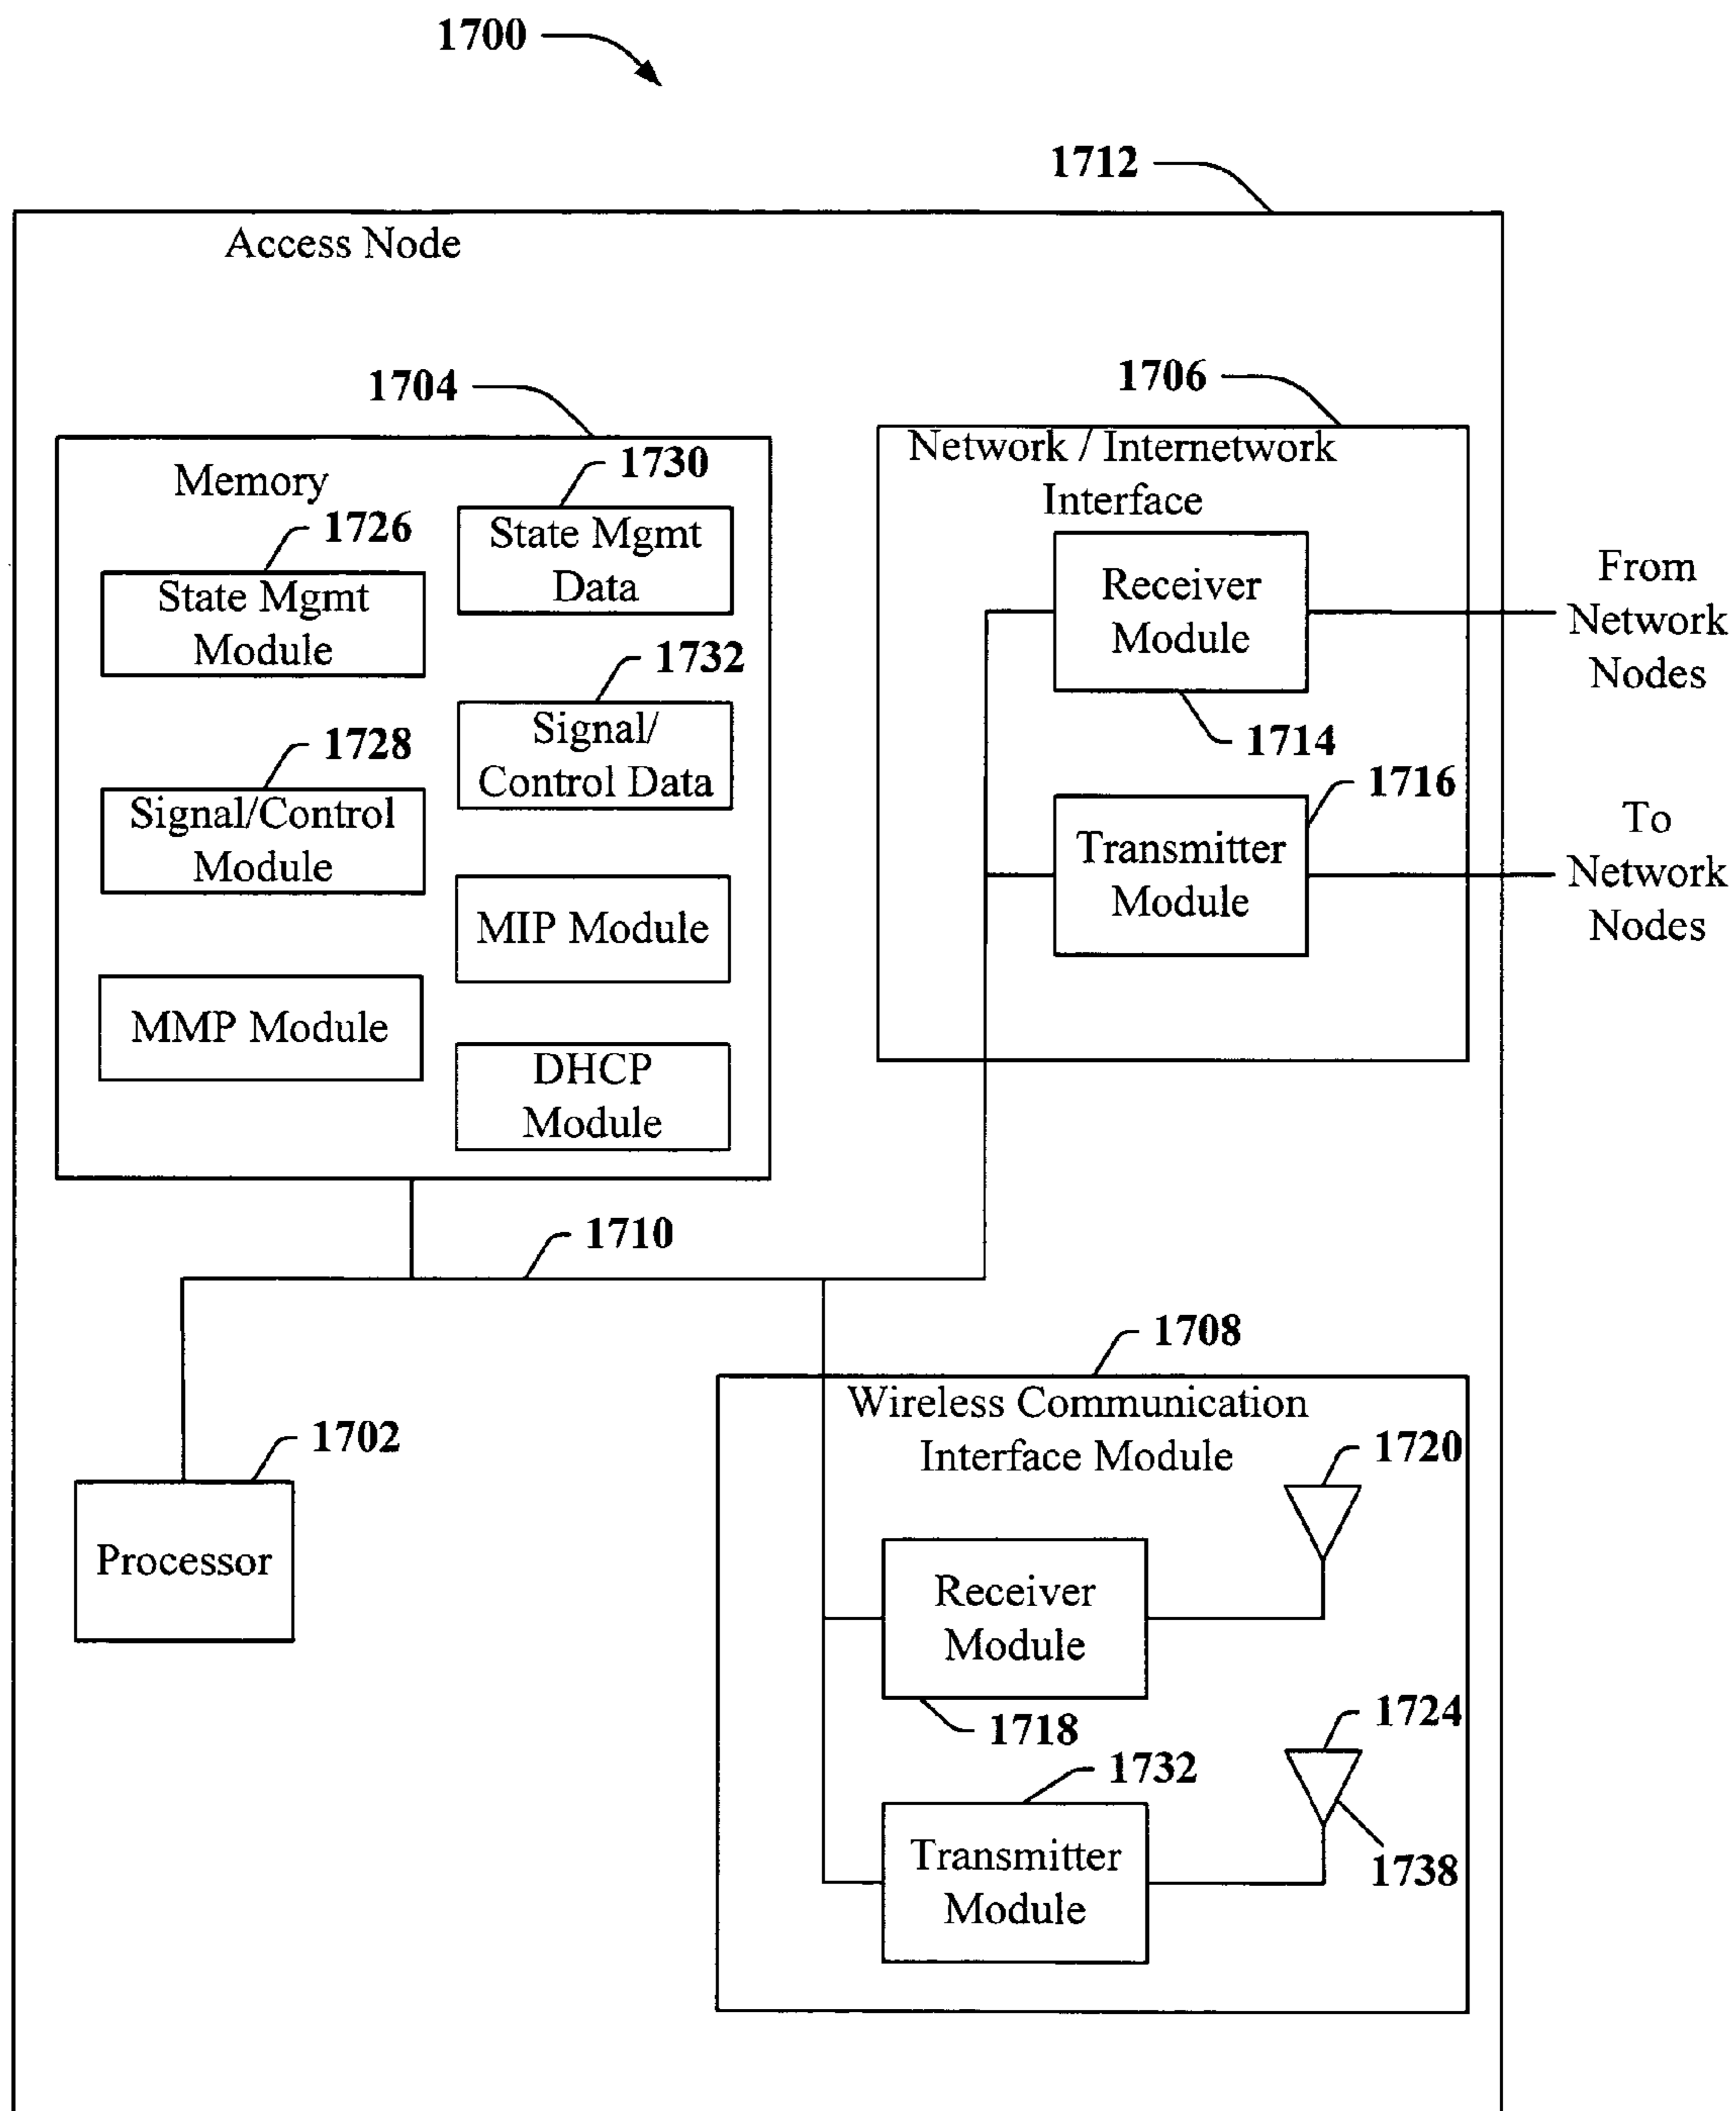 1700
1712
Access Node
1704
1706
Memory
1730
State Mgmt
Data
1726
State Mgmt
Module
1732
Signal/
Control Data
1728
Signal/Control
Module
MIP Module
MMP Module
DHCP
Module
Network / Internetwork
Interface
Receiver
Module
1714
From
Network
Nodes
1716
Transmitter
Module
To
Network
Nodes
1710
1702
Processor
1708
Wireless Communication
Interface Module
1720
Receiver
Module
1718
1724
1732
Transmitter
Module
1738